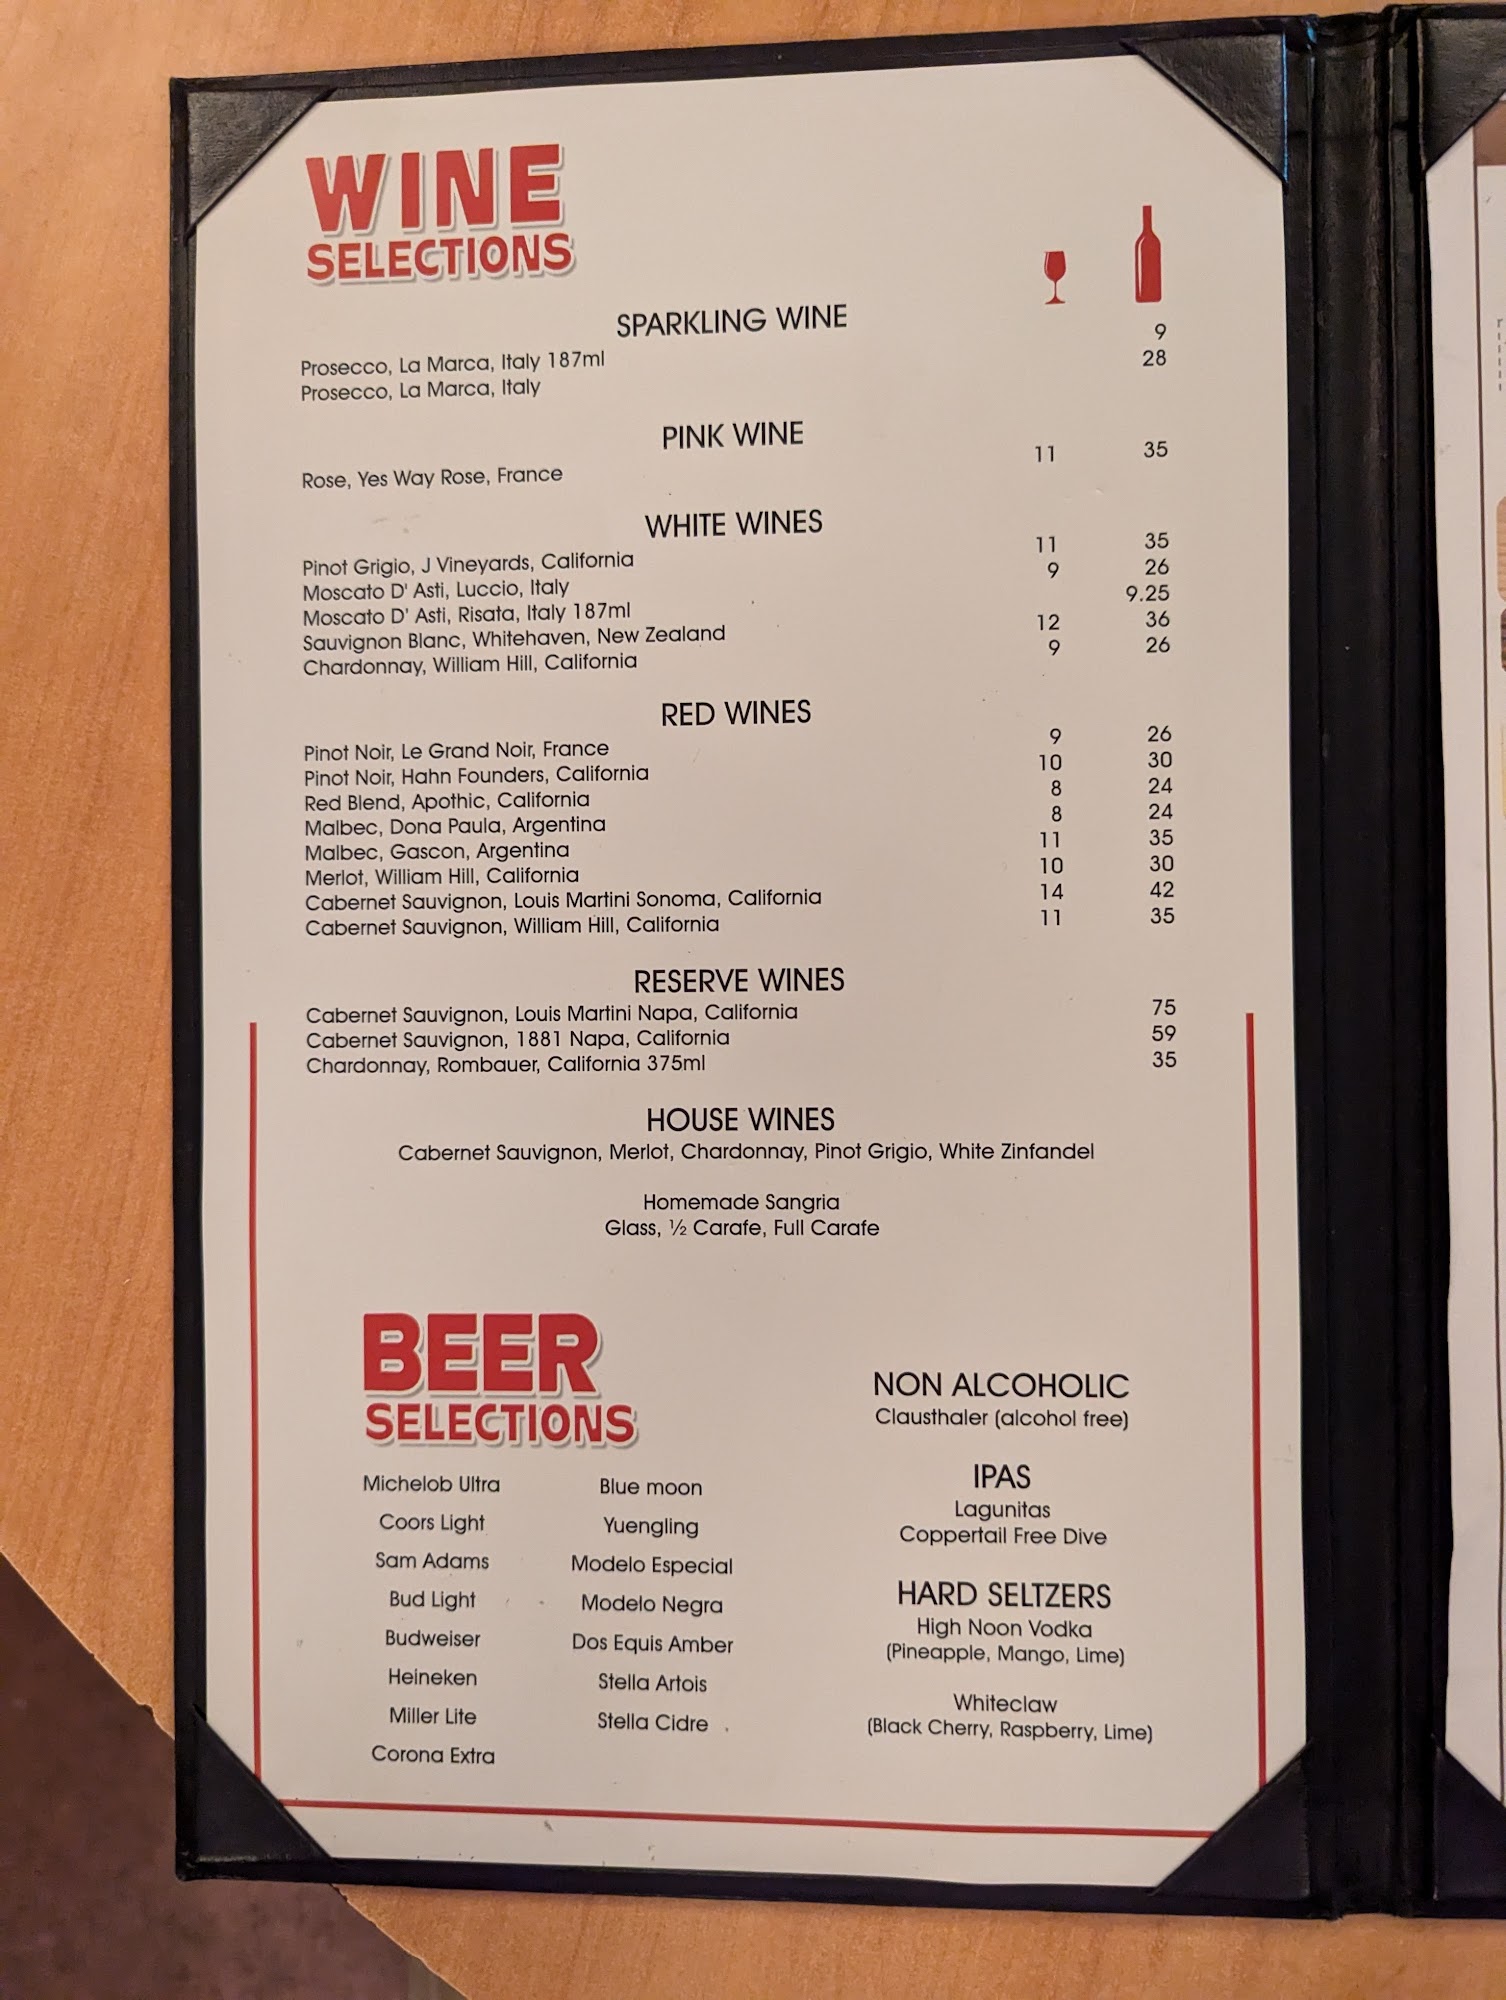 WINE
SELECTIONS
SPARKLING WINE
Prosecco, La Marca, Italy 187ml 9
Prosecco, La Marca, Italy 28
PINK WINE
Rose, Yes Way Rose, France 11 35
WHITE WINES
Pinot Grigio, J Vineyards, California 11 35
Moscato D' Asti, Luccio, Italy 9 26
Moscato D' Asti, Risata, Italy 187ml 9.25
Sauvignon Blanc, Whitehaven, New Zealand 12 36
Chardonnay, William Hill, California 9 26
RED WINES
Pinot Noir, Le Grand Noir, France 9 26
Pinot Noir, Hahn Founders, California 10 30
Red Blend, Apothic, California 8 24
Malbec, Dona Paula, Argentina 8 24
Malbec, Gascon, Argentina 11 35
Merlot, William Hill, California 10 30
Cabernet Sauvignon, Louis Martini Sonoma, California 14 42
Cabernet Sauvignon, William Hill, California 11 35
RESERVE WINES
Cabernet Sauvignon, Louis Martini Napa, California 75
Cabernet Sauvignon, 1881 Napa, California 59
Chardonnay, Rombauer, California 375ml 35
HOUSE WINES
Cabernet Sauvignon, Merlot, Chardonnay, Pinot Grigio, White Zinfandel
Homemade Sangria
Glass, ½ Carafe, Full Carafe
BEER
SELECTIONS
Michelob Ultra
Coors Light
Sam Adams
Bud Light
Budweiser
Heineken
Miller Lite
Corona Extra
Blue moon
Yuengling
Modelo Especial
Modelo Negra
Dos Equis Amber
Stella Artois
Stella Cidre
NON ALCOHOLIC
Clausthaler (alcohol free)
IPAS
Lagunitas
Coppertail Free Dive
HARD SELTZERS
High Noon Vodka
(Pineapple, Mango, Lime)
Whiteclaw
(Black Cherry, Raspberry, Lime)